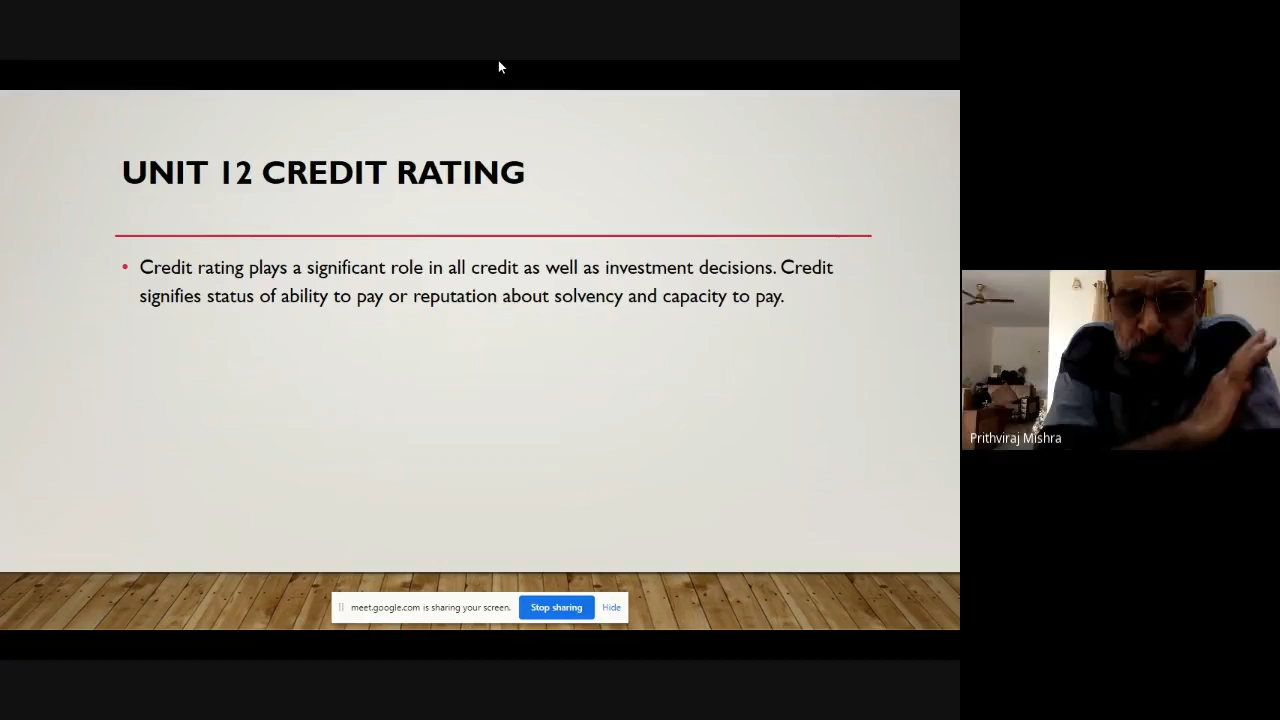 UNIT 12 CREDIT RATING
• Credit rating plays a significant role in all credit as well as investment decisions. Credit
signifies status of ability to pay or reputation about solvency and capacity to pay.
Prithviraj Mishra
meet.google.com is sharing your screen. Stop sharing Hide